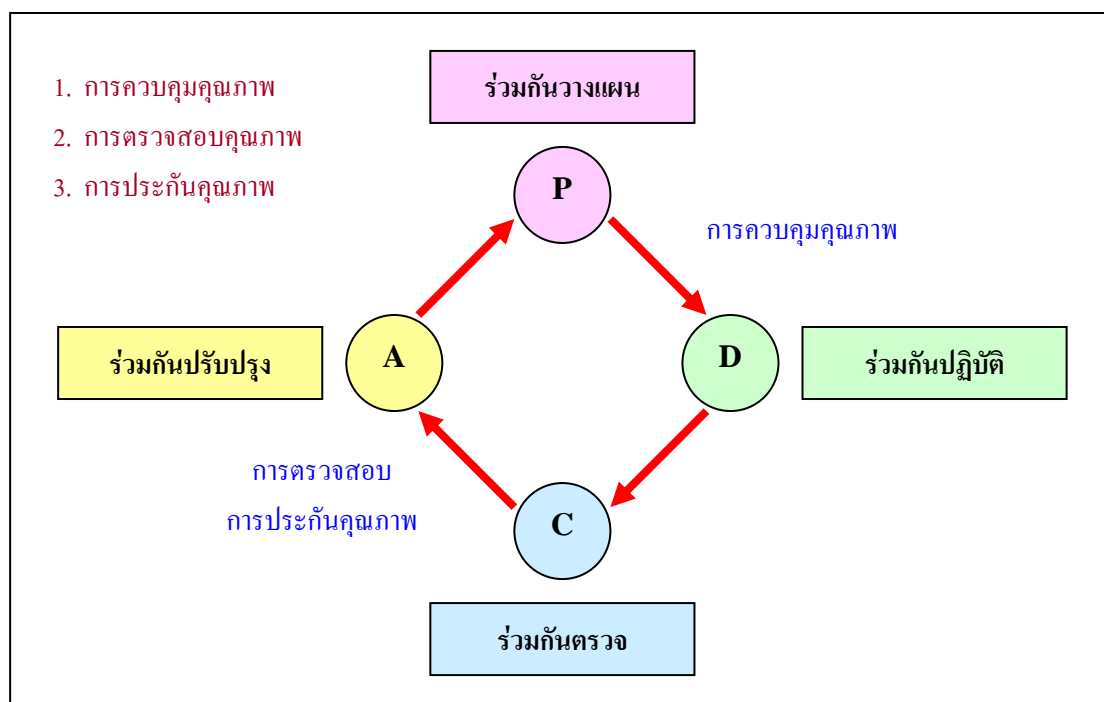 1. การควบคุมคุณภาพ
2. การตรวจสอบคุณภาพ
3. การประกันคุณภาพ
ร่วมกันวางแผน
P
การควบคุมคุณภาพ
ร่วมกันปรับปรุง
A
D
ร่วมกันปฏิบัติ
การตรวจสอบ
การประกันคุณภาพ
C
ร่วมกันตรวจ